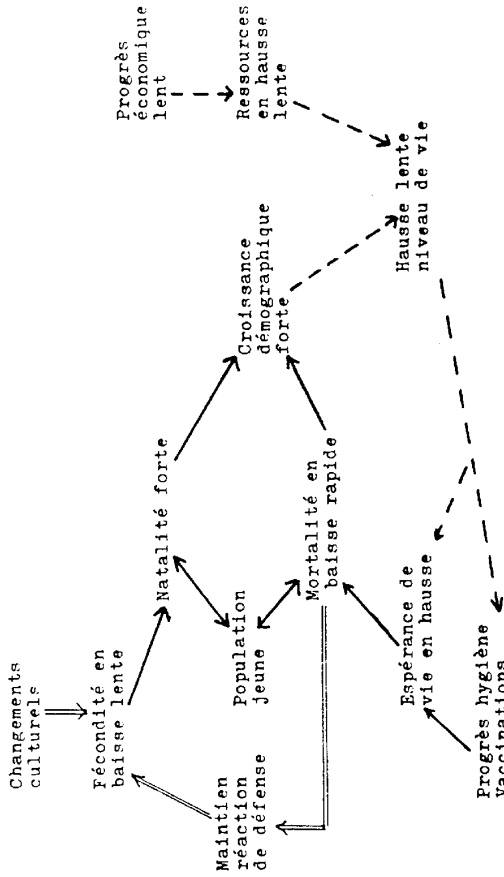 Changements
culturels
Fécondité en
baisse lente
Maintien
réaction
de défense
Natalité forte
Population
jeune
Mortalité en
baisse rapide
Espérance de
vie en hausse
Progrès hygiène
Vaccinations
Croissance
démographique
forte
Progrès
économique
lent
Ressources
en hausse
lente
Hausse lente
niveau de vie